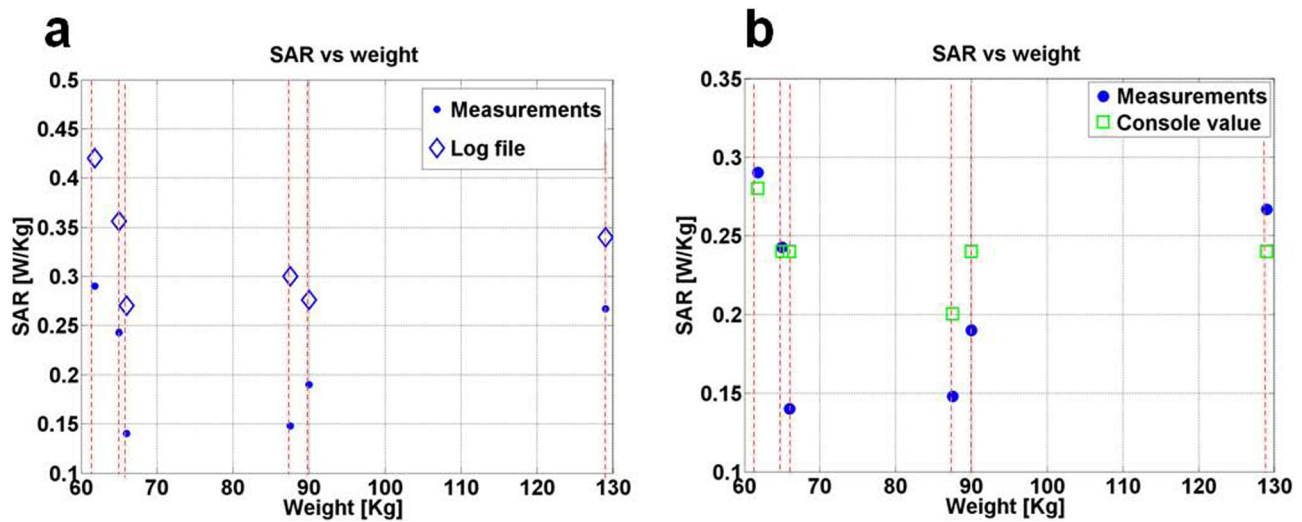 a
SAR vs weight
0.5
0.45
0.4
0.35
0.3
0.25
0.2
0.15
0.1
SAR [W/Kg]
Measurements
Log file
60 70 80 90 100 110 120 130
Weight [Kg]
b
SAR vs weight
0.35
0.3
0.25
0.2
0.15
0.1
SAR [W/Kg]
Measurements
Console value
60 70 80 90 100 110 120 130
Weight [Kg]